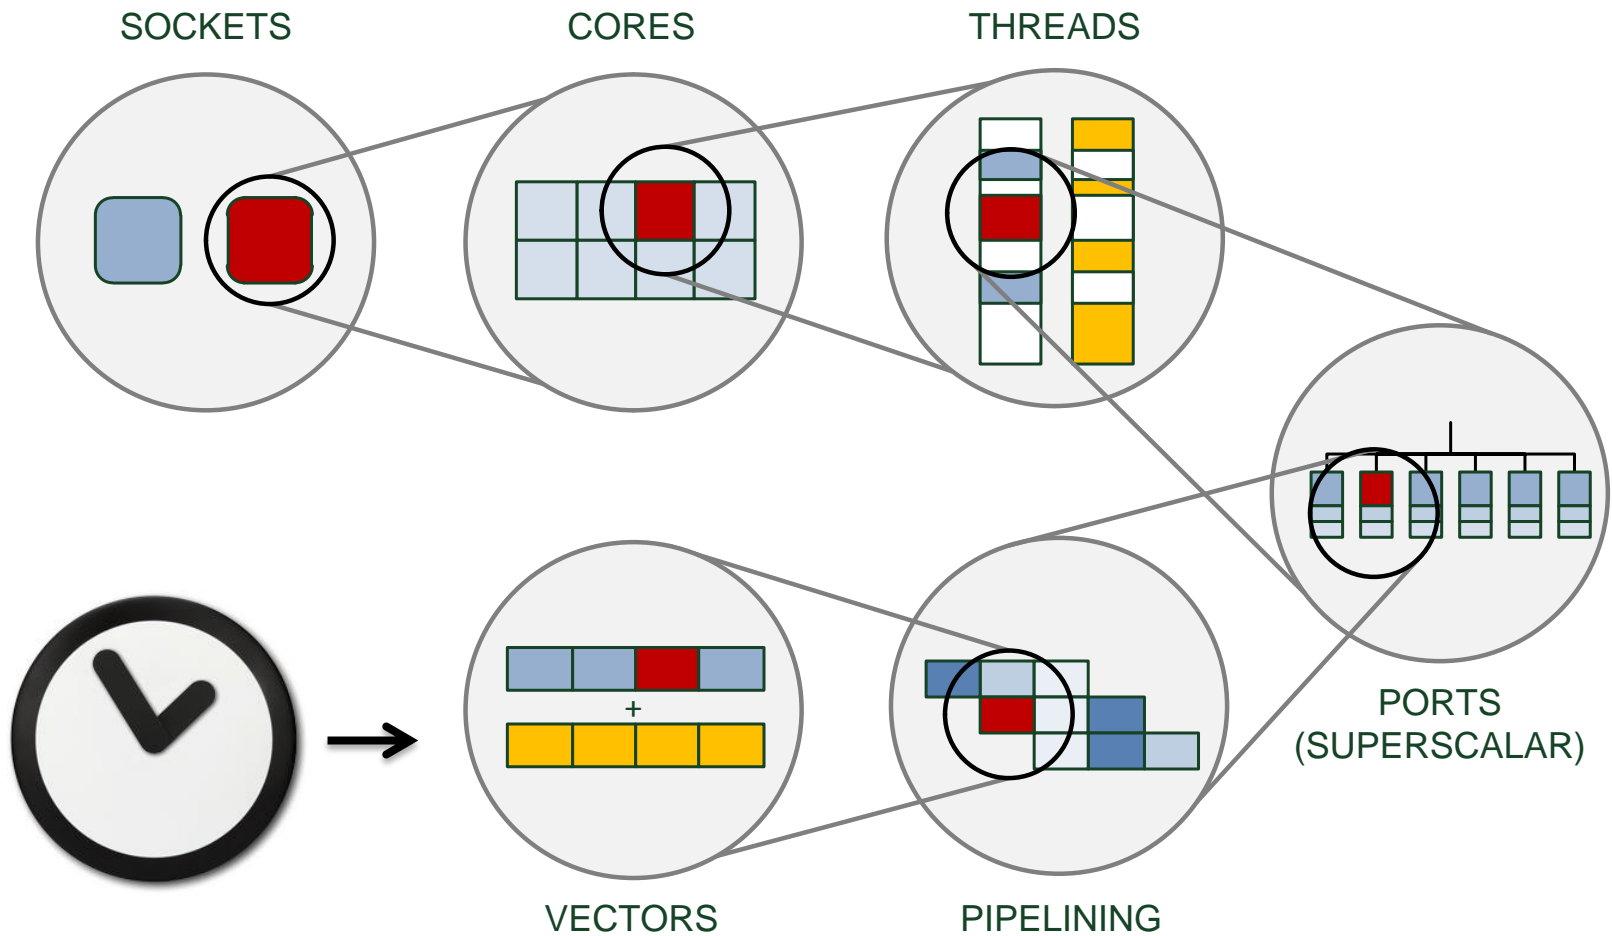 SOCKETS
CORES
THREADS
PORTS
(SUPERSCALAR)
+
VECTORS
PIPELINING